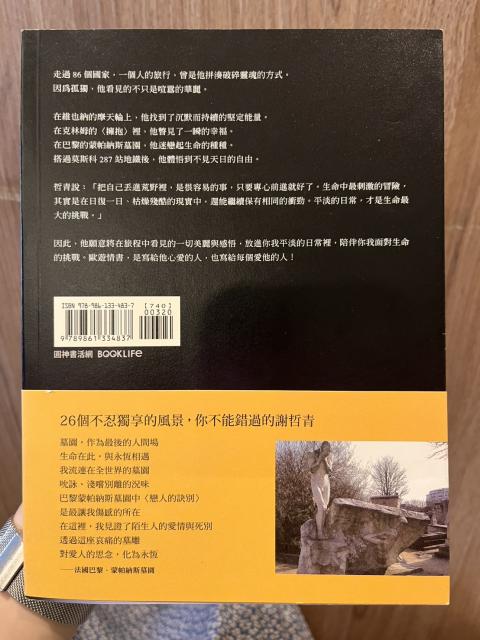 走過 86 個國家,一個人的旅行,曾是他拼湊破碎靈魂的方式。
因為孤獨,他看見的不只是喧囂的華麗。
在維也納的摩天輪上,他找到了沉默而持續的堅定能量。
在克林姆的〈擁抱〉裡,他瞥見了一瞬的幸福。
在巴黎的蒙帕納斯墓園,他迷戀起生命的種種。
搭過莫斯科 287 站地鐵後,他體悟到不見天日的自由。
哲青說:「把自己丟進荒野裡,是很容易的事,只要專心前進就好了。生命中最刺激的冒險,
其實是在日復一日、枯燥殘酷的現實中,還能繼續保有相同的衝勁。平淡的日常,才是生命最
大的挑戰。」
因此,他願意將在旅程中看見的一切美麗與感悟,放進你我平淡的日常裡,陪伴你我面對生命
的挑戰。歐遊情書,是寫給他心愛的人,也寫給每個愛他的人!
ISBN 978-986-133-483-7
[740]
00320
9789861334837
圓神書活網 BOOKLIFE
26個不忍獨享的風景,你不能錯過的謝哲青
墓園,作為最後的人間場
生命在此,與永恆相遇
我流連在全世界的墓園
吮詠、淺嚐別離的況味
巴黎蒙帕納斯墓園中〈戀人的訣別〉
是最讓我傷感的所在
在這裡,我見證了陌生人的愛情與死別
透過這座哀痛的墓雕
對愛人的思念,化為永恆
——法國巴黎.蒙帕納斯墓園